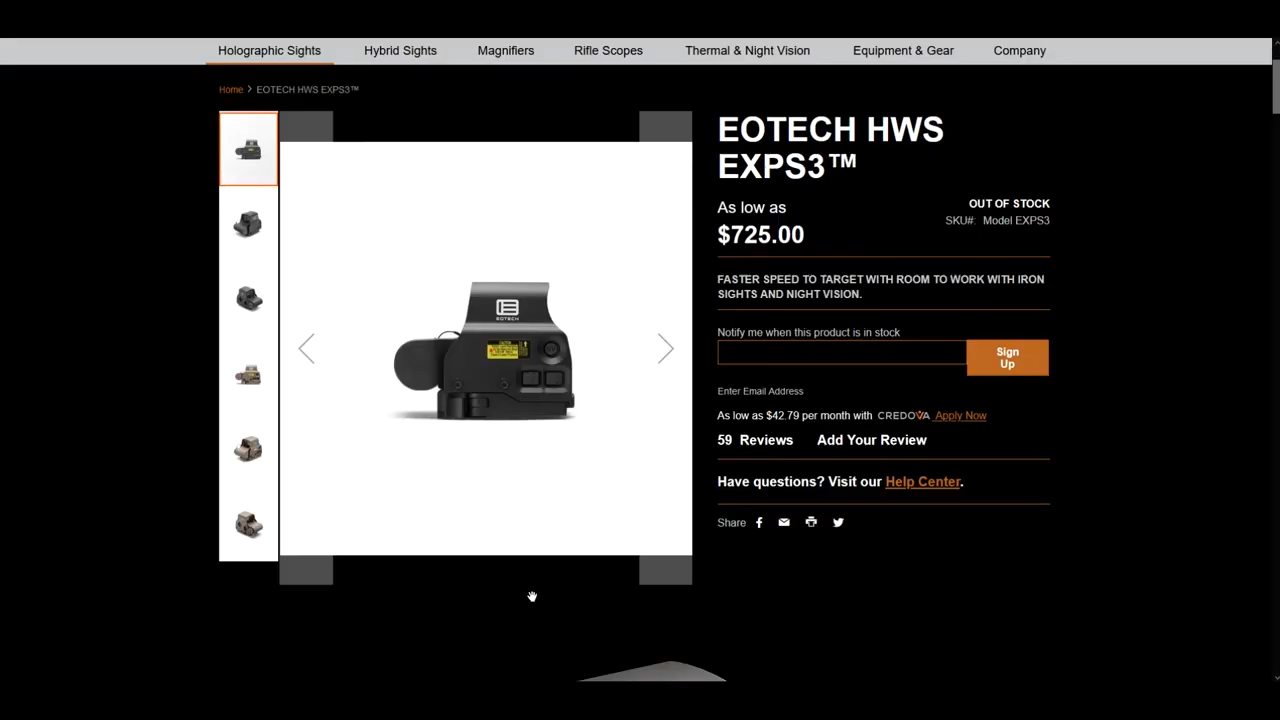 Holographic Sights
Hybrid Sights
Magnifiers
Rifle Scopes
Thermal & Night Vision
Equipment & Gear
Company
Home > EOTECH HWS EXPS3™
EOTECH HWS
EXPS3™
As low as
$725.00
OUT OF STOCK
SKU#: Model EXPS3
FASTER SPEED TO TARGET WITH ROOM TO WORK WITH IRON
SIGHTS AND NIGHT VISION.
Notify me when this product is in stock
Sign
Up
Enter Email Address
As low as $42.79 per month with CREDOVA Apply Now
59 Reviews Add Your Review
Have questions? Visit our Help Center.
Share
EOTECH